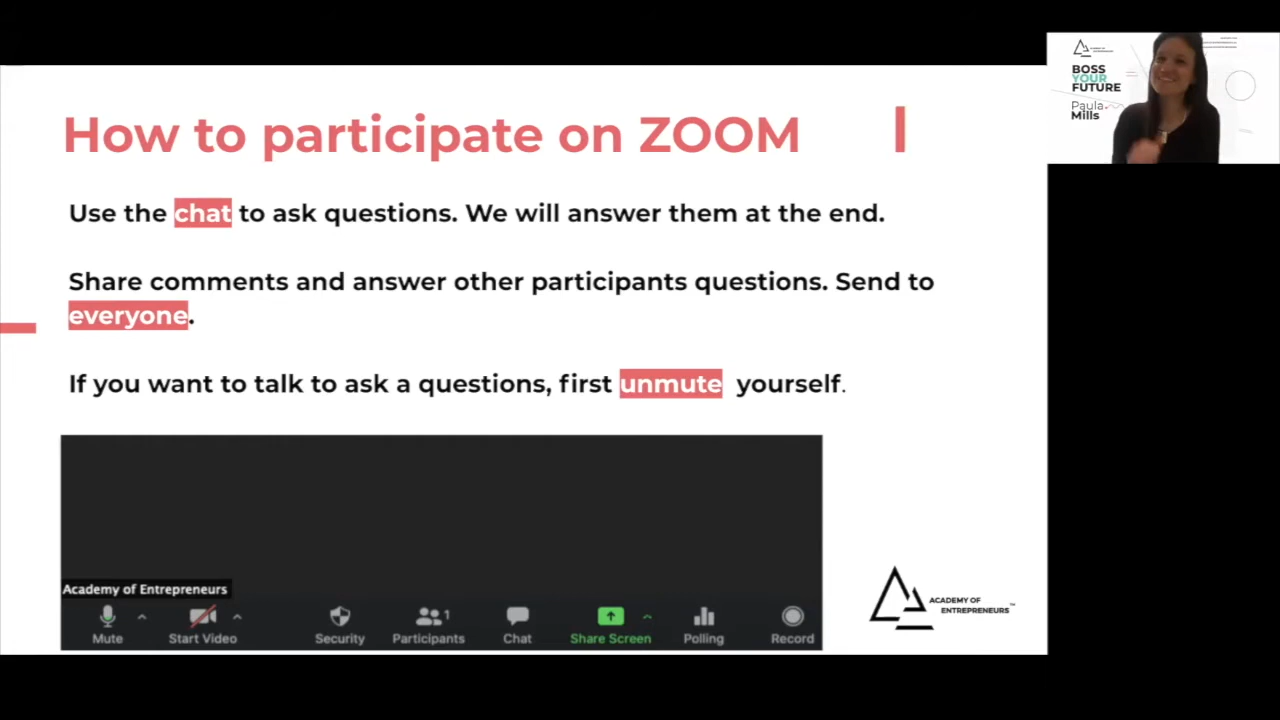 How to participate on ZOOM
Use the chat to ask questions. We will answer them at the end.
Share comments and answer other participants questions. Send to
everyone.
If you want to talk to ask a questions, first unmute yourself.
Academy of Entrepreneurs
Mute
Start Video
Security
Participants
1
Chat
Share Screen
Polling
Record
ACADEMY OF
ENTREPRENEURS™
BOSS
YOUR
FUTURE
Paula
Mills